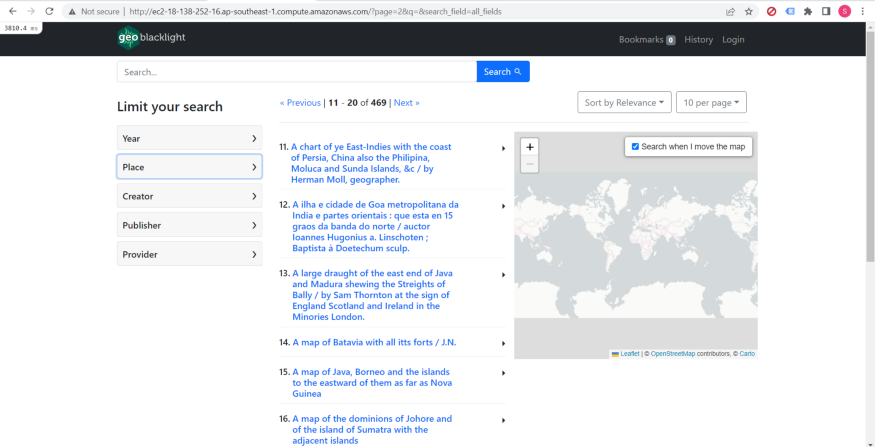 Not secure | http://ec2-18-138-252-16.ap-southeast-1.compute.amazonaws.com/?page=2&q=&search_field=all_fields
S
3810.4 ms
geoblacklight
Bookmarks 0 History Login
Search...
Search
Limit your search
« Previous | 11 - 20 of 469 | Next »
Sort by Relevance
10 per page
Year
Place
Creator
Publisher
Provider
11. A chart of ye East-Indies with the coast
of Persia, China also the Philipina,
Moluca and Sunda Islands, &c / by
Herman Moll, geographer.
12. A ilha e cidade de Goa metropolitana da
India e partes orientais : que esta en 15
graos da banda do norte / auctor
Ioannes Hugonius a. Linschoten ;
Baptista à Doetechum sculp.
13. A large draught of the east end of Java
and Madura shewing the Streights of
Bally / by Sam Thornton at the sign of
England Scotland and Ireland in the
Minories London.
14. A map of Batavia with all itts forts / J.N.
15. A map of Java, Borneo and the islands
to the eastward of them as far as Nova
Guinea
16. A map of the dominions of Johore and
of the island of Sumatra with the
adjacent islands
+
−
Search when I move the map
Leaflet | © OpenStreetMap contributors, © Carto